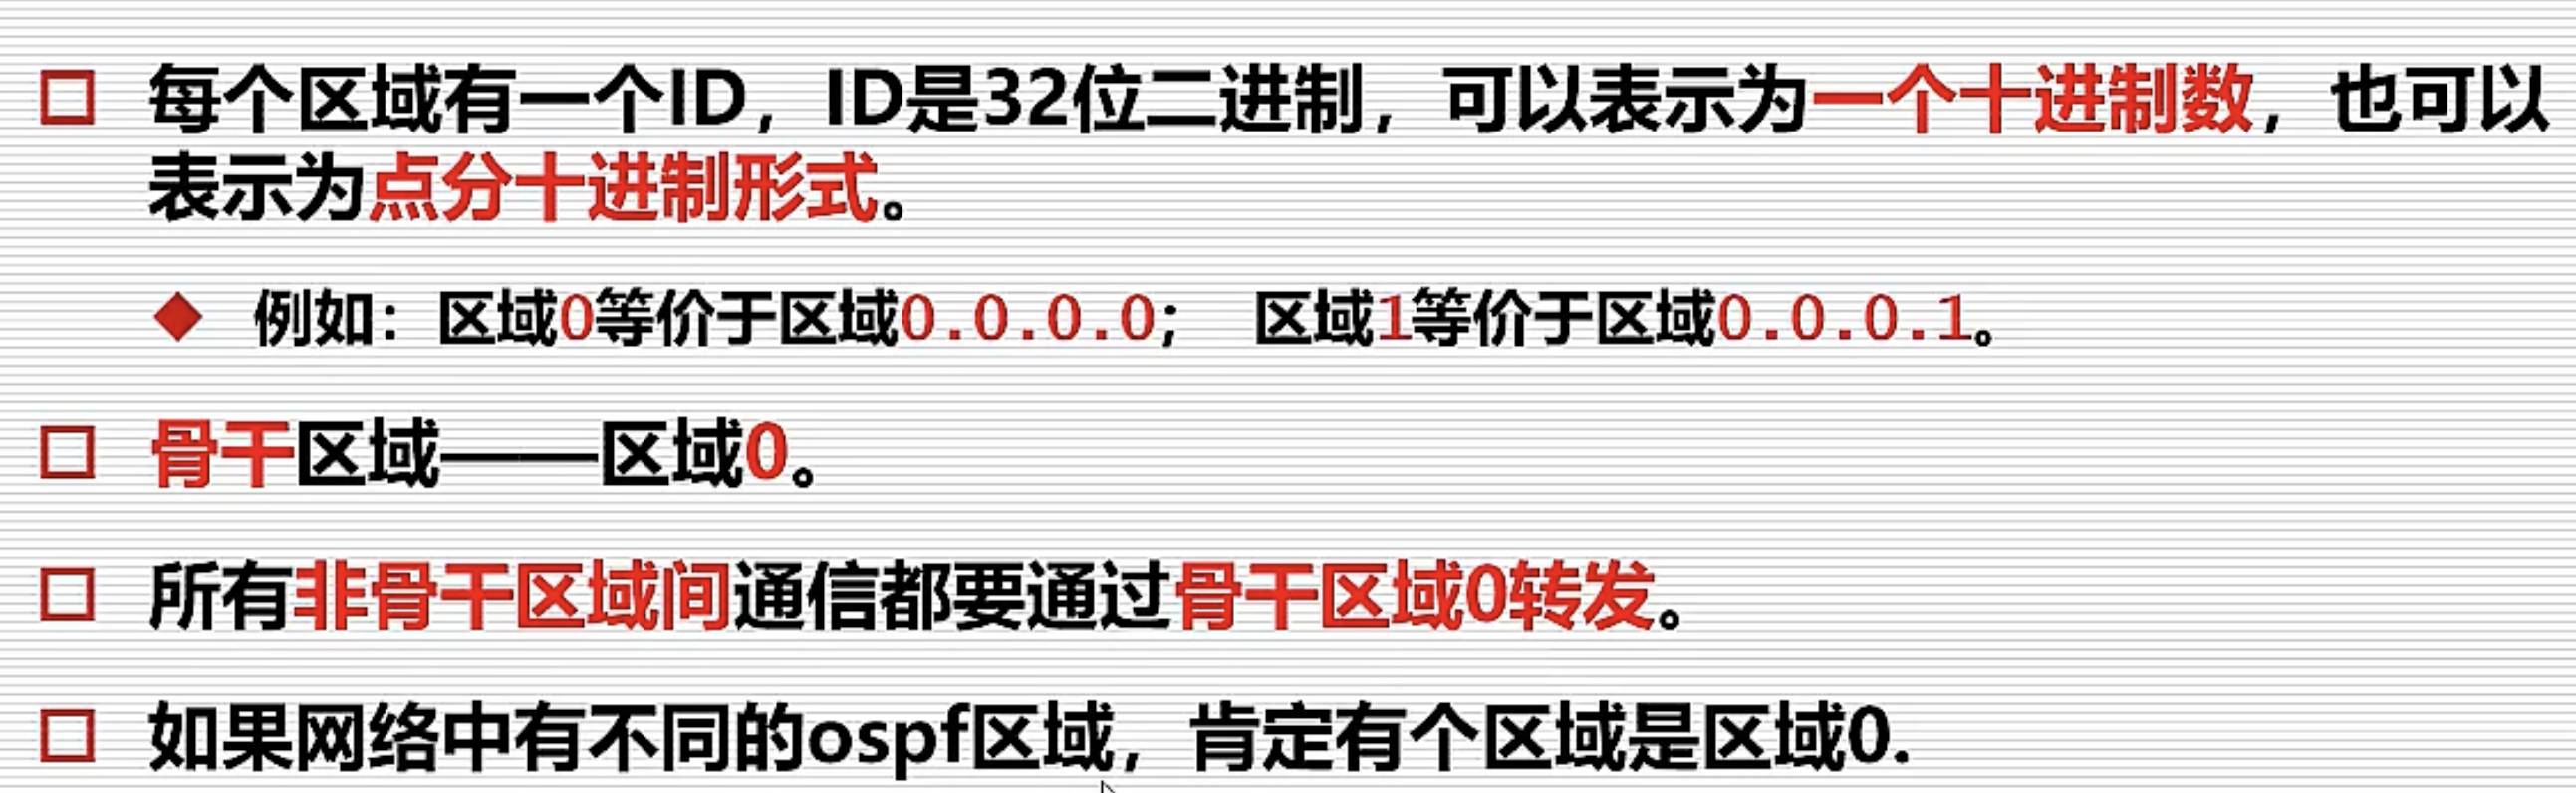 每个区域有一个ID，ID是32位二进制，可以表示为一个十进制数，也可以
表示为点分十进制形式。
例如：区域0等价于区域0.0.0.0； 区域1等价于区域0.0.0.1。
骨干区域——区域0。
所有非骨干区域间通信都要通过骨干区域0转发。
如果网络中有不同的ospf区域，肯定有个区域是区域0.